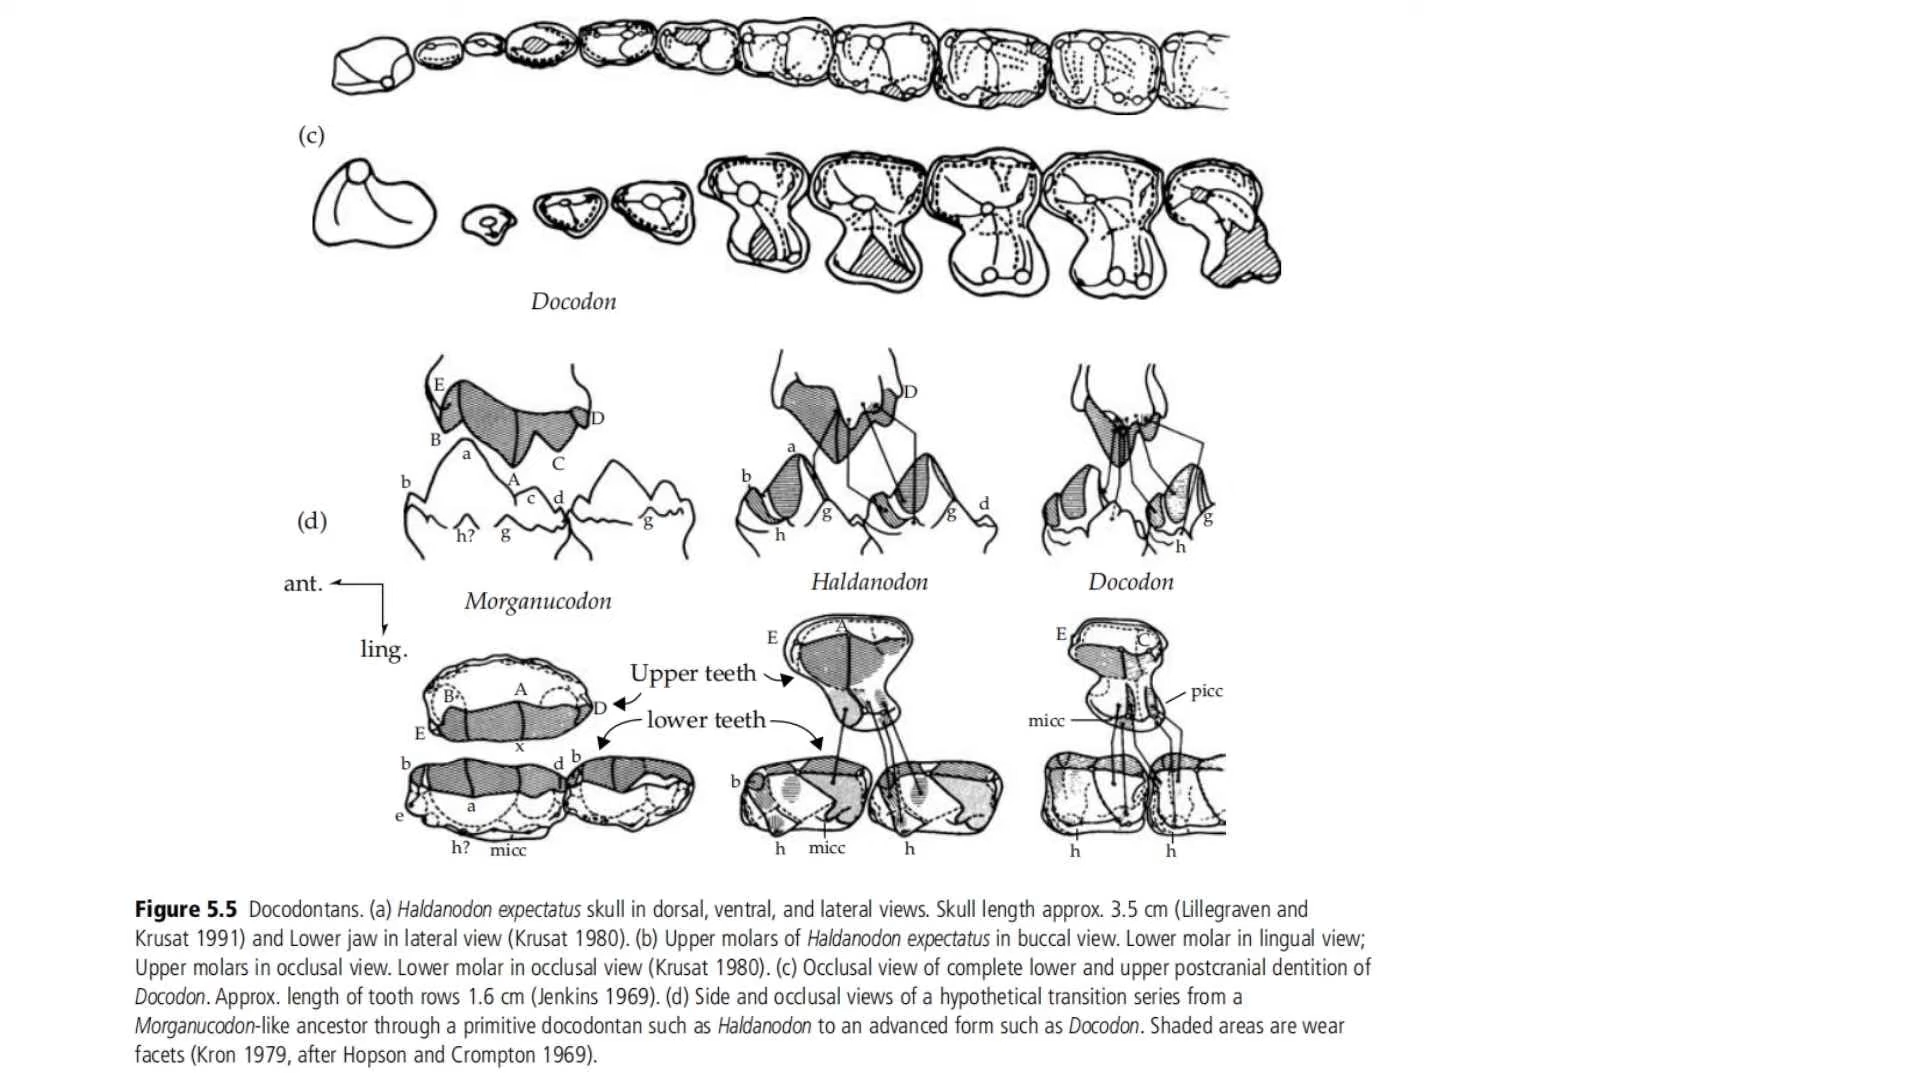 (c)
Docodon
E
B
D
C
a
A
b
c
d
h?
g
g
D
a
b
g
g
d
h
g
h
(d)
ant.
ling.
Morganucodon
Haldanodon
Docodon
Upper teeth
lower teeth
B
A
D
E
x
b
d
b
a
e
h?
micc
E
A
b
h
micc
h
E
C
picc
micc
h
h
Figure 5.5 Docodontans. (a) Haldanodon expectatus skull in dorsal, ventral, and lateral views. Skull length approx. 3.5 cm (Lillegraven and
Krusat 1991) and Lower jaw in lateral view (Krusat 1980). (b) Upper molars of Haldanodon expectatus in buccal view. Lower molar in lingual view;
Upper molars in occlusal view. Lower molar in occlusal view (Krusat 1980). (c) Occlusal view of complete lower and upper postcranial dentition of
Docodon. Approx. length of tooth rows 1.6 cm (Jenkins 1969). (d) Side and occlusal views of a hypothetical transition series from a
Morganucodon-like ancestor through a primitive docodontan such as Haldanodon to an advanced form such as Docodon. Shaded areas are wear
facets (Kron 1979, after Hopson and Crompton 1969).